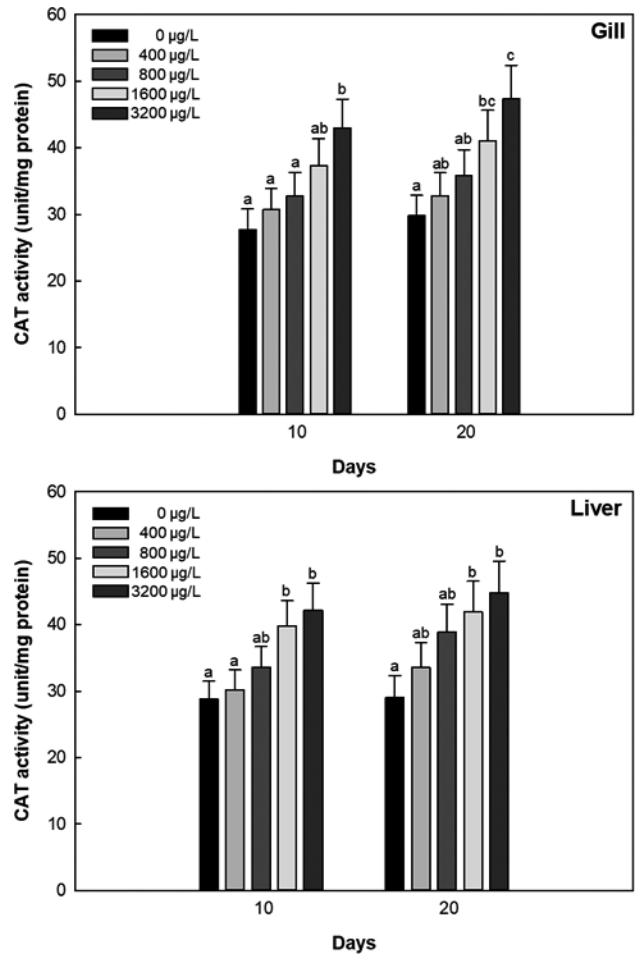 60
50
40
30
20
10
0
CAT activity (unit/mg protein)
Gill
0 µg/L
400 µg/L
800 µg/L
1600 µg/L
3200 µg/L
a
a
a
ab
b
a
ab
ab
bc
c
10
20
Days
60
50
40
30
20
10
0
CAT activity (unit/mg protein)
Liver
0 µg/L
400 µg/L
800 µg/L
1600 µg/L
3200 µg/L
a
a
ab
b
b
a
ab
ab
b
b
10
20
Days